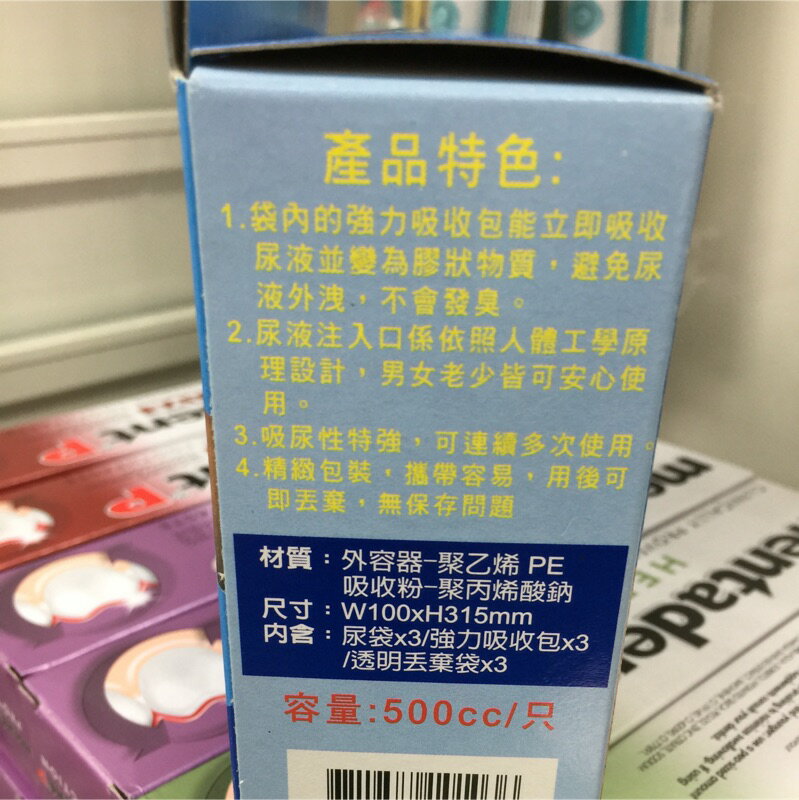 產品特色:
1.袋內的強力吸收包能立即吸收
尿液並變為膠狀物質，避免尿
液外洩，不會發臭。
2.尿液注入口係依照人體工學原
理設計，男女老少皆可安心使
用。
3.吸尿性特強，可連續多次使用。
4.精緻包裝，攜帶容易，用後可
即丟棄，無保存問題
材質：外容器-聚乙烯 PE
吸收粉-聚丙烯酸鈉
尺寸：W100xH315mm
内含：尿袋x3/強力吸收包x3
/透明丟棄袋x3
容量:500cc/只